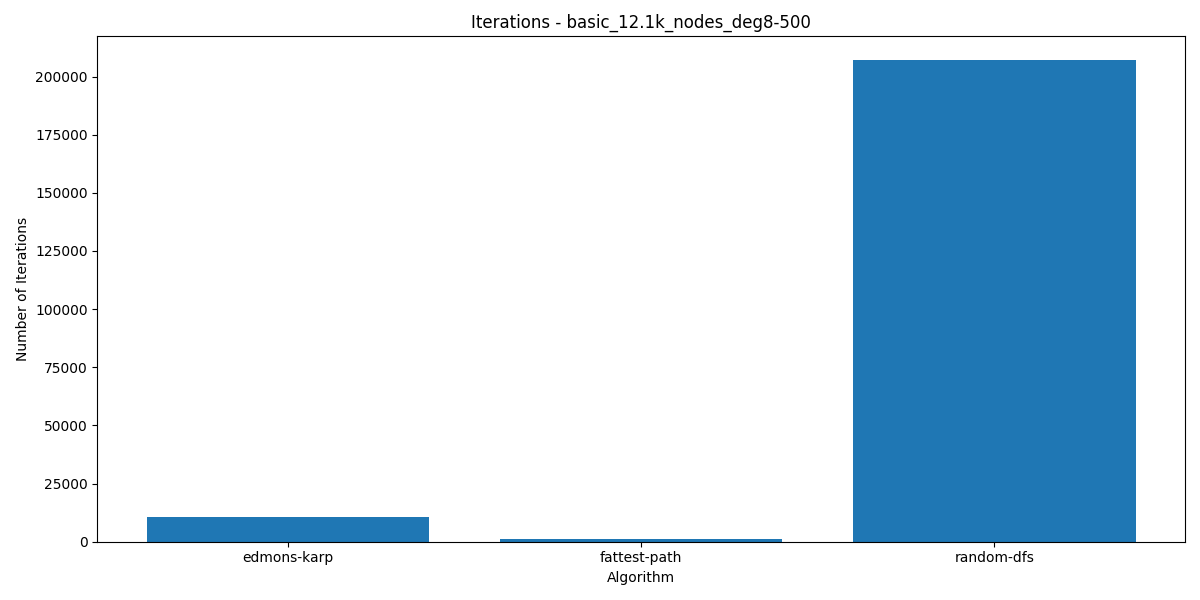 Iterations - basic_12.1k_nodes_deg8-500
Number of Iterations
200000
175000
150000
125000
100000
75000
50000
25000
0
edmons-karp
fattest-path
random-dfs
Algorithm